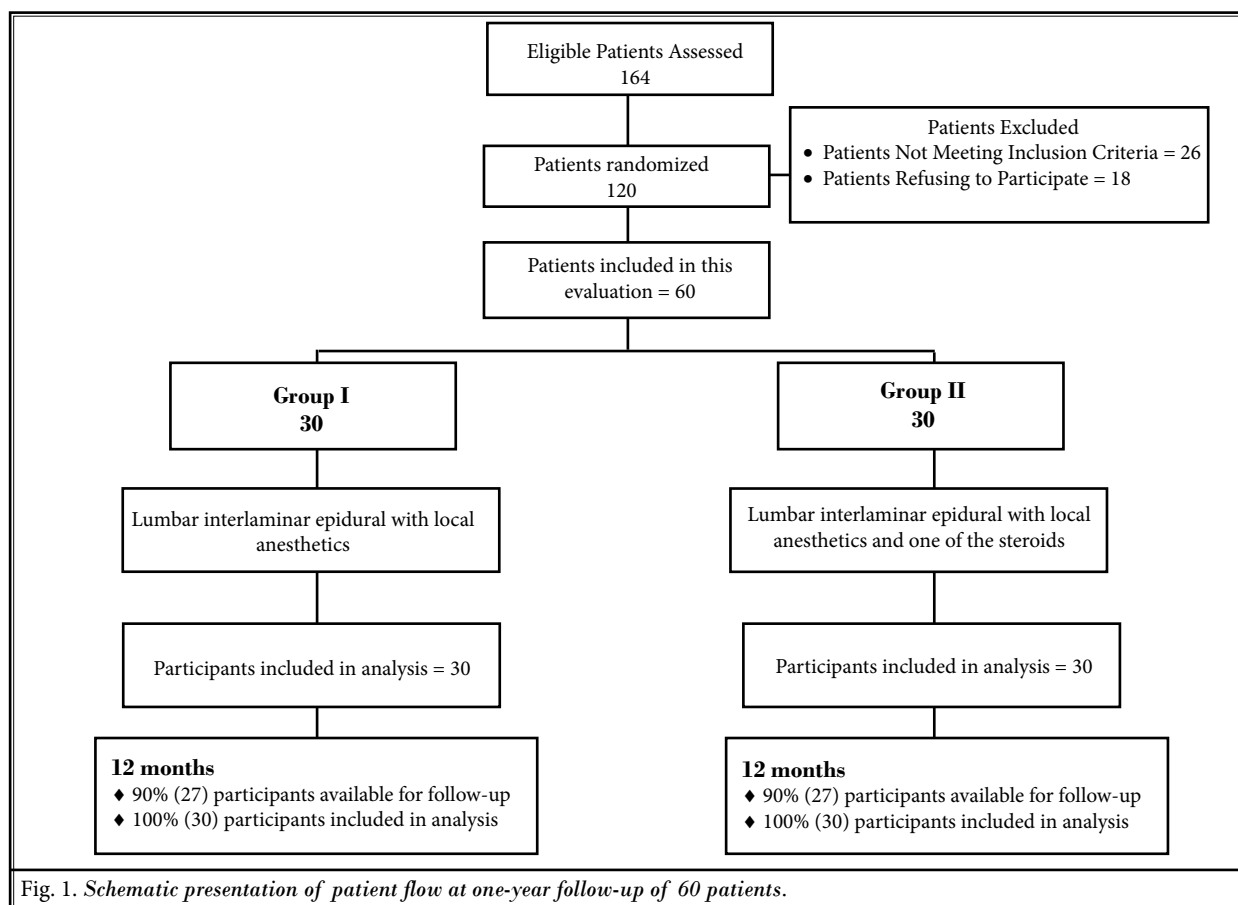 Eligible Patients Assessed
164
Patients Excluded
• Patients Not Meeting Inclusion Criteria = 26
• Patients Refusing to Participate = 18
Patients randomized
120
Patients included in this
evaluation = 60
Group I
30
Group II
30
Lumbar interlaminar epidural with local
anesthetics
Lumbar interlaminar epidural with local
anesthetics and one of the steroids
Participants included in analysis = 30
Participants included in analysis = 30
12 months
♦ 90% (27) participants available for follow-up
♦ 100% (30) participants included in analysis
12 months
♦ 90% (27) participants available for follow-up
♦ 100% (30) participants included in analysis
Fig. 1. Schematic presentation of patient flow at one-year follow-up of 60 patients.